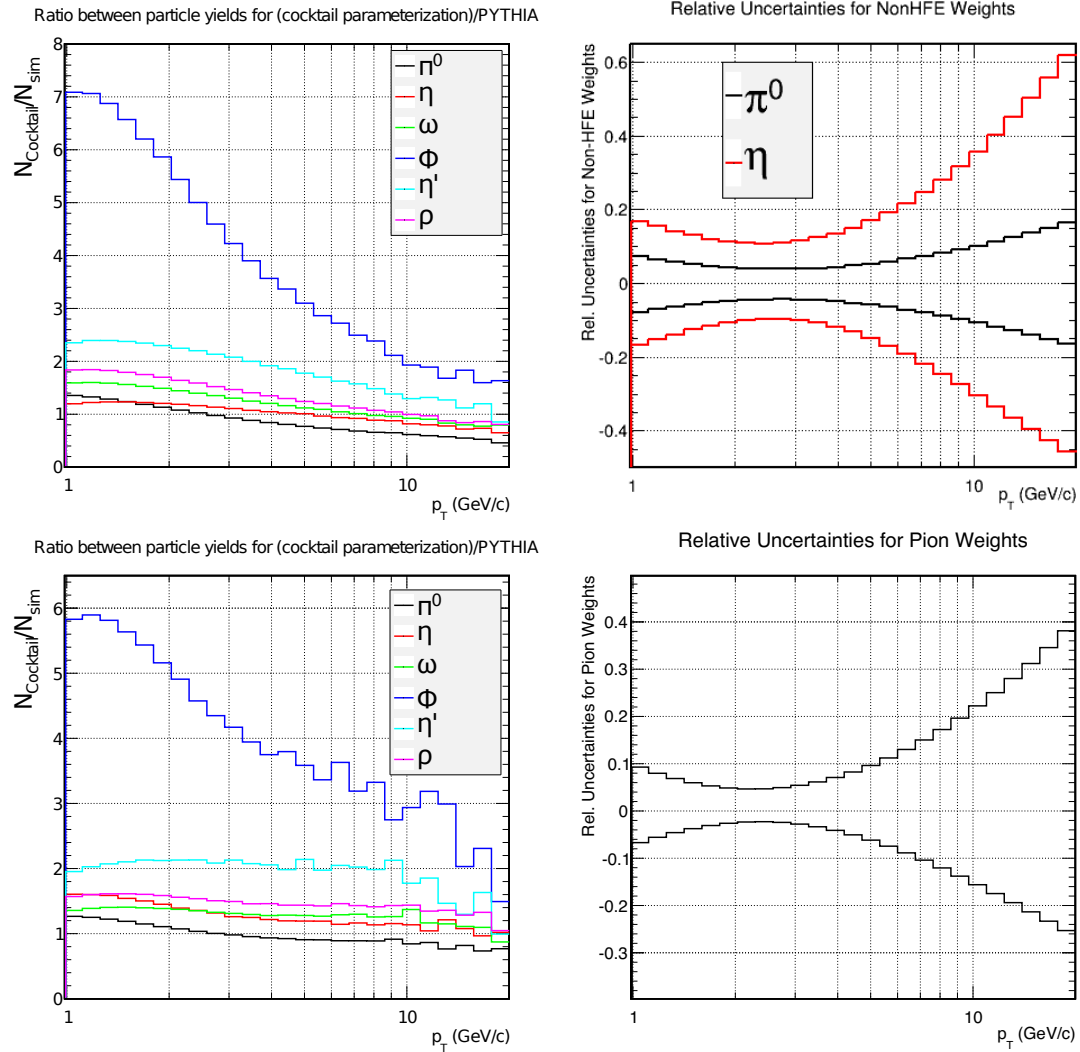 Ratio between particle yields for (cocktail parameterization)/PYTHIA
N_Cocktail/N_sim
8
7
6
5
4
3
2
1
0
π⁰
η
ω
Φ
η'
ρ
1
10
p_T (GeV/c)
Relative Uncertainties for NonHFE Weights
Rel. Uncertainties for Non-HFE Weights
0.6
0.4
0.2
0
-0.2
-0.4
π⁰
η
1
10
p_T (GeV/c)
Ratio between particle yields for (cocktail parameterization)/PYTHIA
N_Cocktail/N_sim
6
5
4
3
2
1
0
π⁰
η
ω
Φ
η'
ρ
1
10
p_T (GeV/c)
Relative Uncertainties for Pion Weights
Rel. Uncertainties for Pion Weights
0.4
0.3
0.2
0.1
0
-0.1
-0.2
-0.3
1
10
p_T (GeV/c)